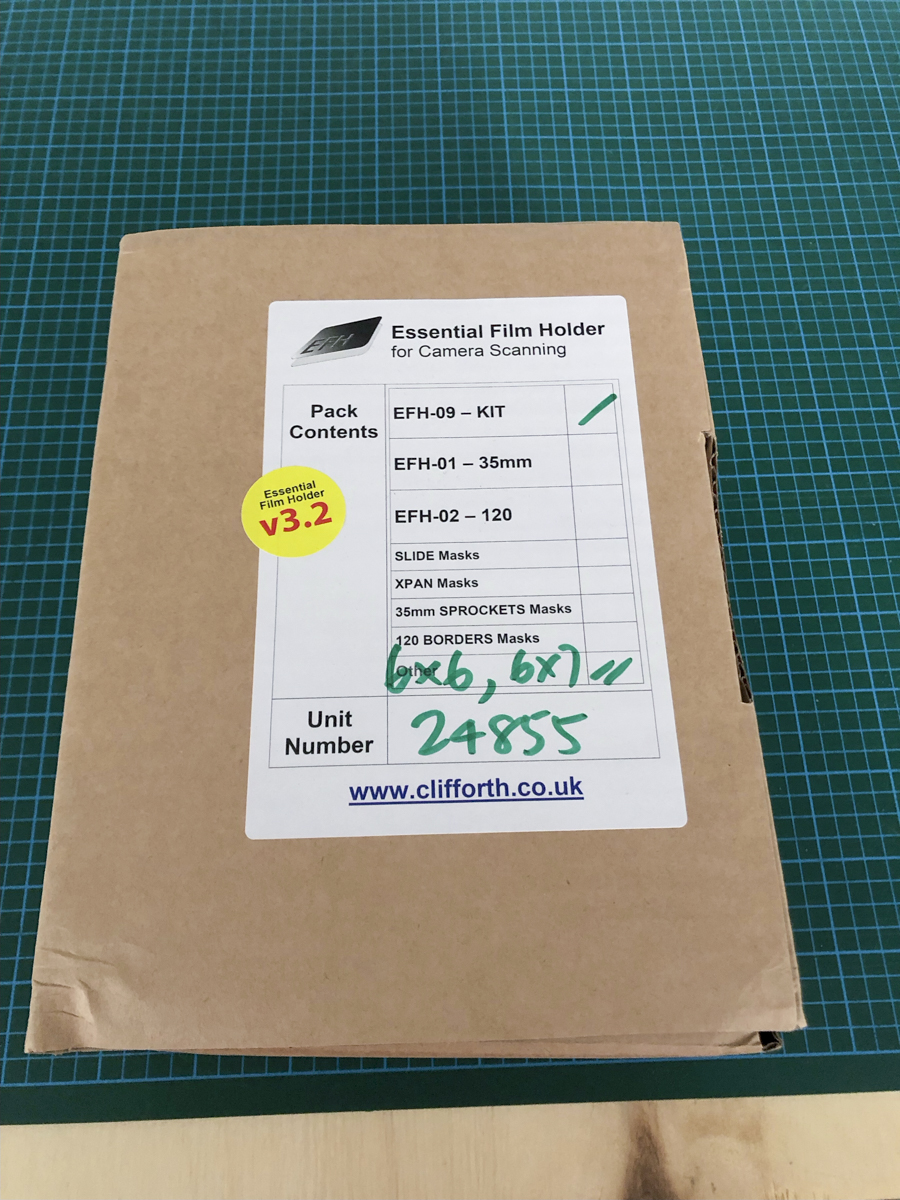 EFH
Essential Film Holder
for Camera Scanning
Pack
Contents
EFH-09 – KIT
EFH-01 – 35mm
EFH-02 – 120
SLIDE Masks
XPAN Masks
35mm SPROCKETS Masks
120 BORDERS Masks
Other
6x6, 6x7
Essential
Film Holder
v3.2
Unit
Number
24855
www.clifforth.co.uk